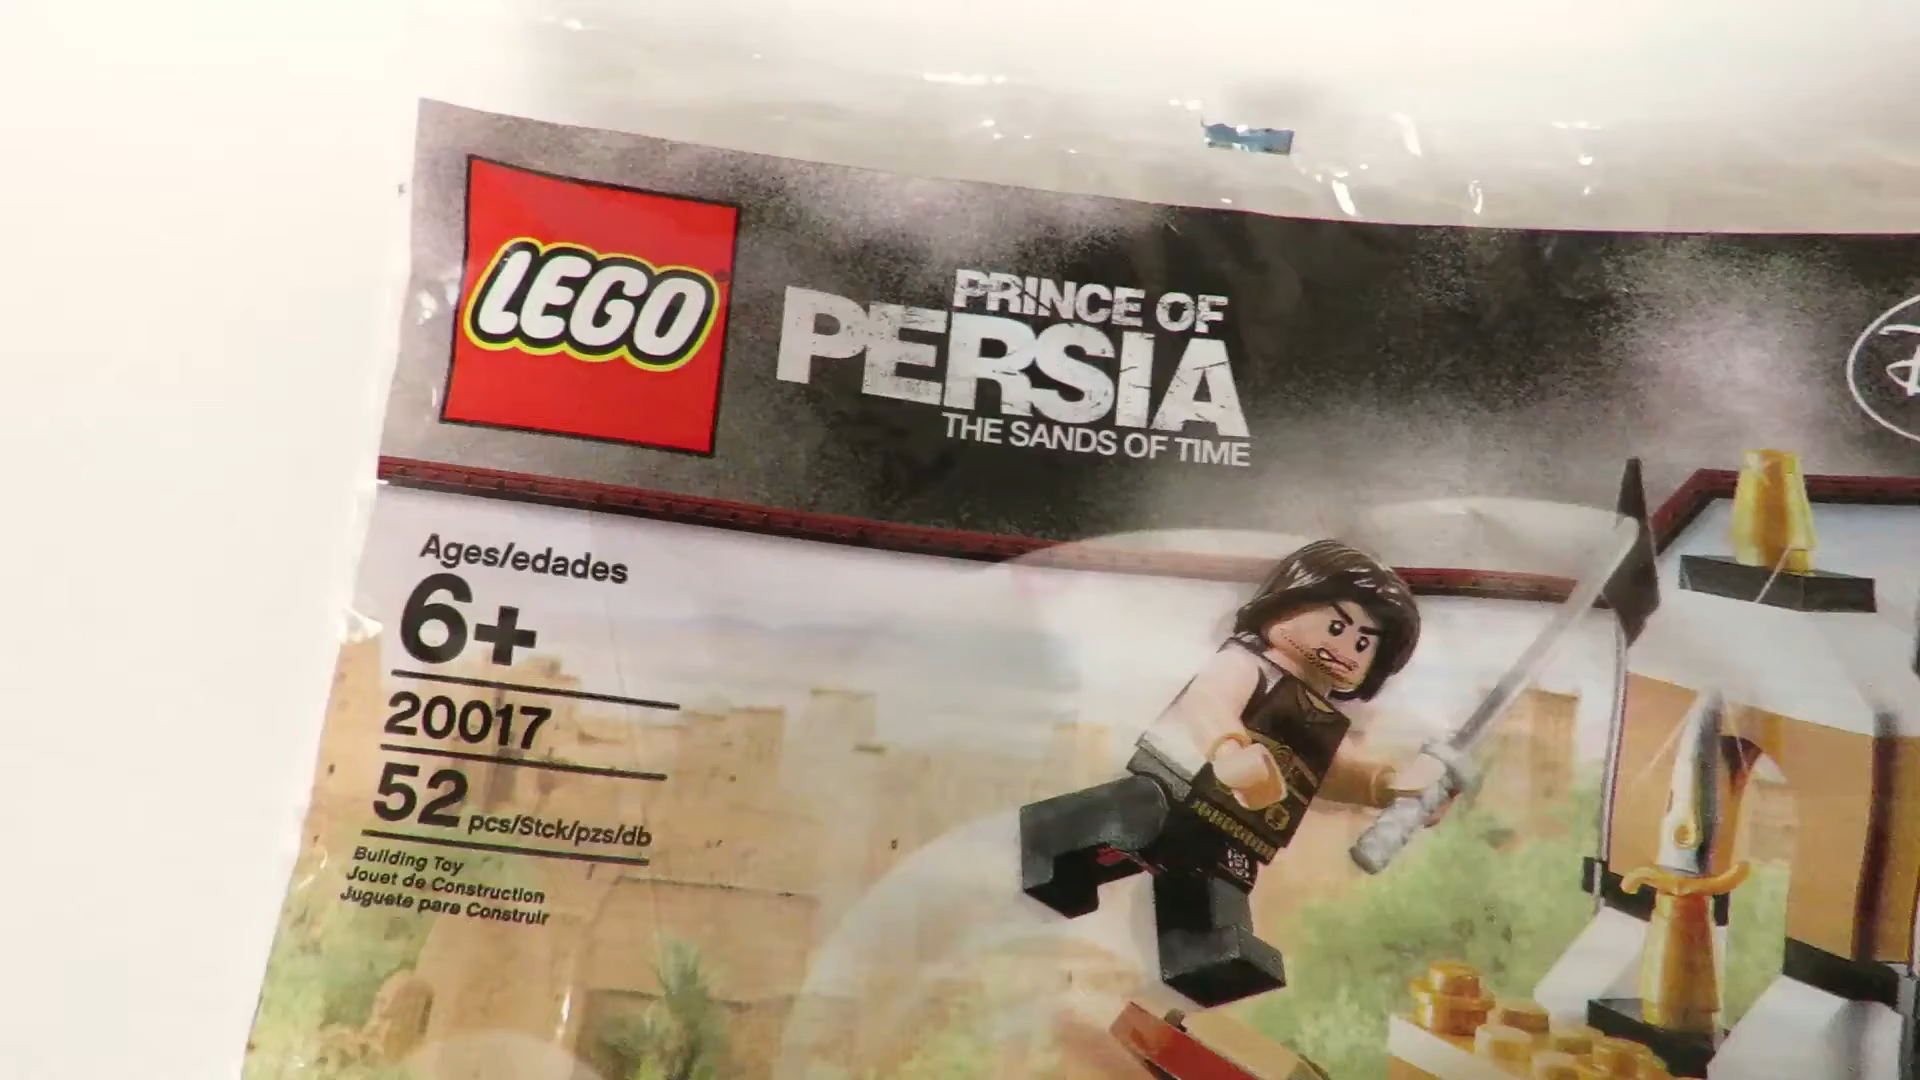 LEGO
PRINCE OF
PERSIA
THE SANDS OF TIME
Ages/edades
6+
20017
52 pcs/Stck/pzs/db
Building Toy
Jouet de Construction
Juguete para Construir